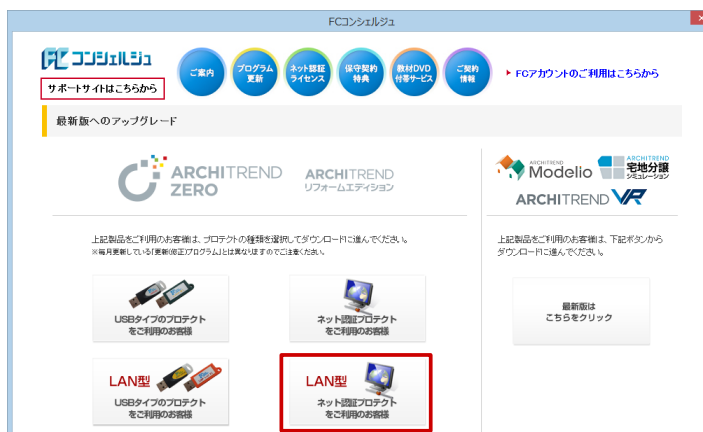 FCコンシェルジュ
FCコンシェルジュ
サポートサイトはこちらから
ご案内
プログラム
更新
ネット認証
ライセンス
保守契約
特典
教材DVD
付帯サービス
ご契約
情報
FCアカウントのご利用はこちらから
最新版へのアップグレード
ARCHITREND
ZERO
ARCHITREND
リフォームエディション
ARCHITREND
Modelio
ARCHITREND
宅地分譲
シミュレーション
ARCHITREND VR
上記製品をご利用のお客様は、プロテクトの種類を選択してダウンロードに進んでください。
※毎月更新している「更新(修正)プログラム」とは異なりますのでご注意ください。
上記製品をご利用のお客様は、下記ボタンから
ダウンロードに進んでください。
USBタイプのプロテクト
をご利用のお客様
ネット認証プロテクト
をご利用のお客様
最新版は
こちらをクリック
LAN型
USBタイプのプロテクト
をご利用のお客様
LAN型
ネット認証プロテクト
をご利用のお客様